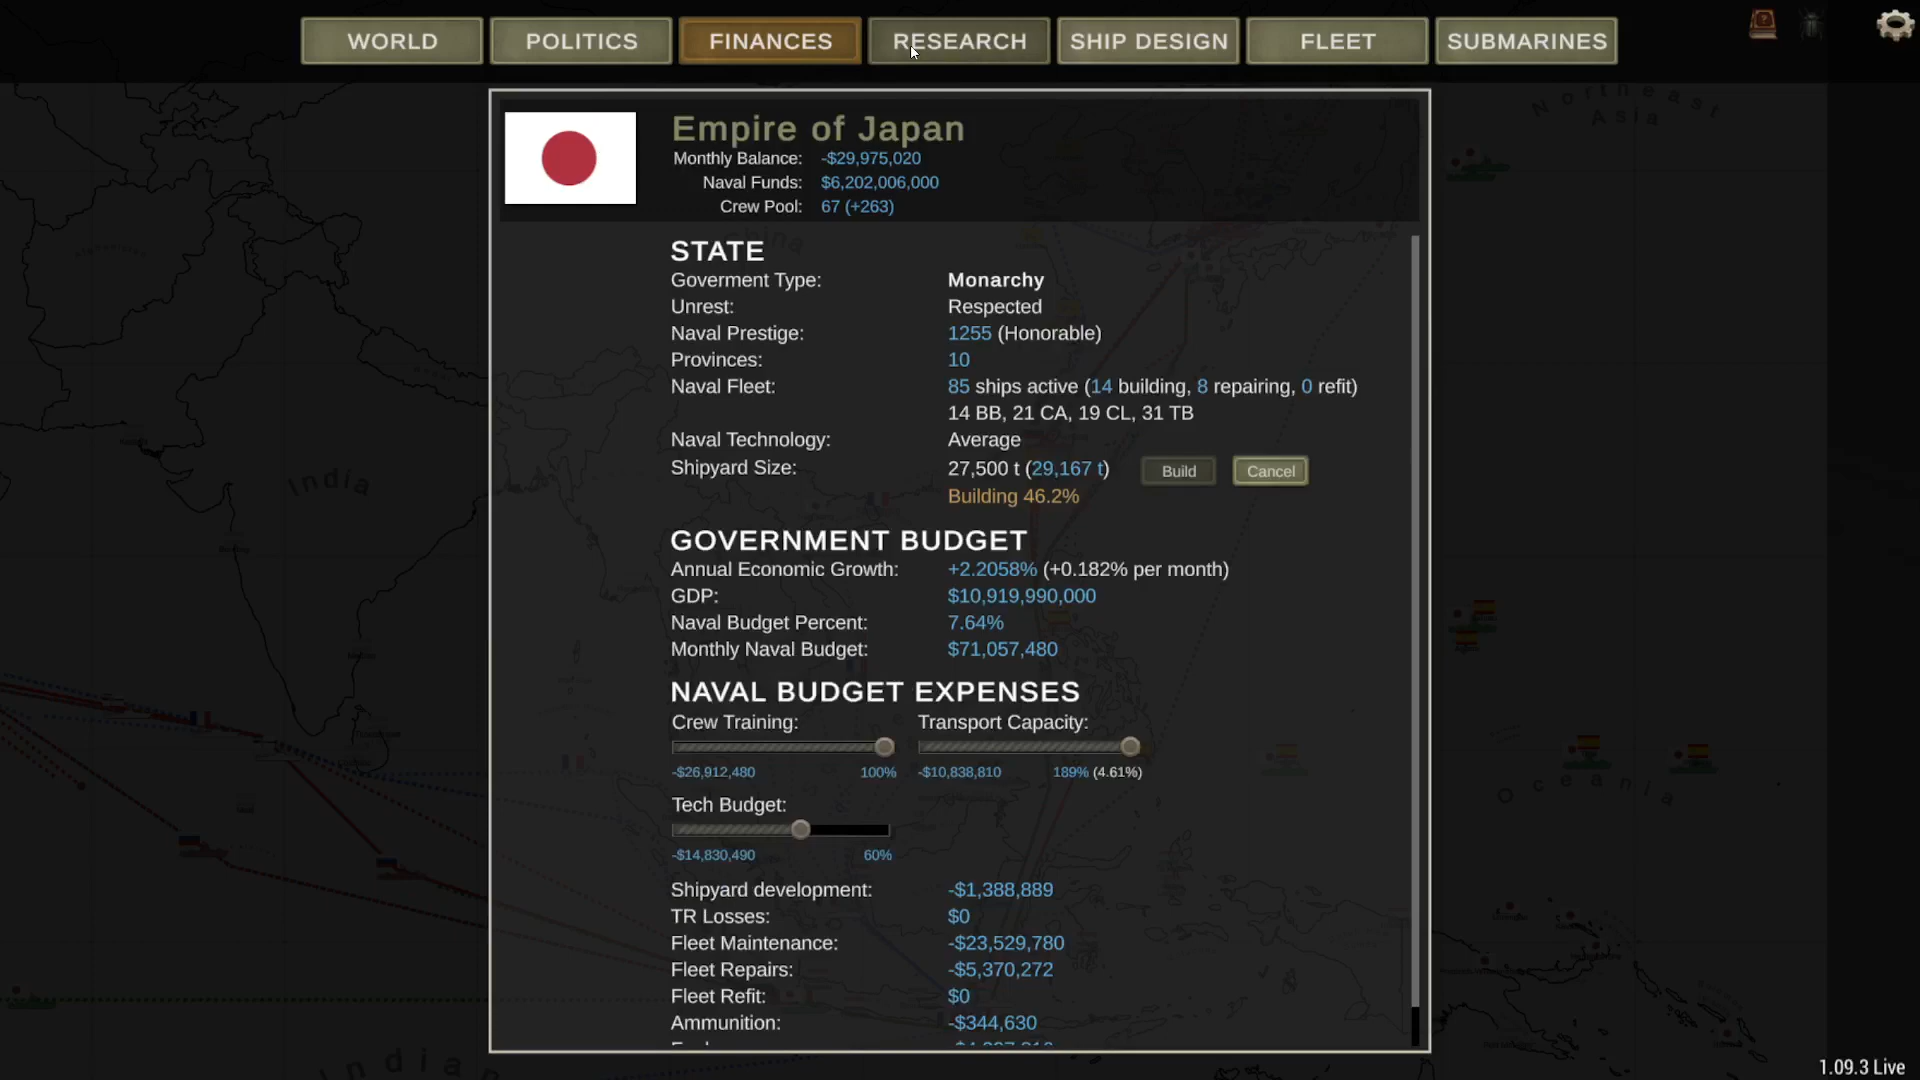 WORLD
POLITICS
FINANCES
RESEARCH
SHIP DESIGN
FLEET
SUBMARINES
Northeast
Asia
Empire of Japan
Monthly Balance: -$29,975,020
Naval Funds: $6,202,006,000
Crew Pool: 67 (+263)
China
STATE
Goverment Type: Monarchy
Unrest: Respected
Naval Prestige: 1255 (Honorable)
Provinces: 10
Naval Fleet: 85 ships active (14 building, 8 repairing, 0 refit)
14 BB, 21 CA, 19 CL, 31 TB
Naval Technology: Average
Shipyard Size: 27,500 t (29,167 t) Build Cancel
Building 46.2%
India
GOVERNMENT BUDGET
Annual Economic Growth: +2.2058% (+0.182% per month)
GDP: $10,919,990,000
Naval Budget Percent: 7.64%
Monthly Naval Budget: $71,057,480
NAVAL BUDGET EXPENSES
Crew Training: Transport Capacity:
-$26,912,480 100% -$10,838,810 189% (4.61%)
Oceania
Tech Budget:
-$14,830,490 60%
Shipyard development: -$1,388,889
TR Losses: $0
Fleet Maintenance: -$23,529,780
Fleet Repairs: -$5,370,272
Fleet Refit: $0
Ammunition: -$344,630
Indian
1.09.3 Live